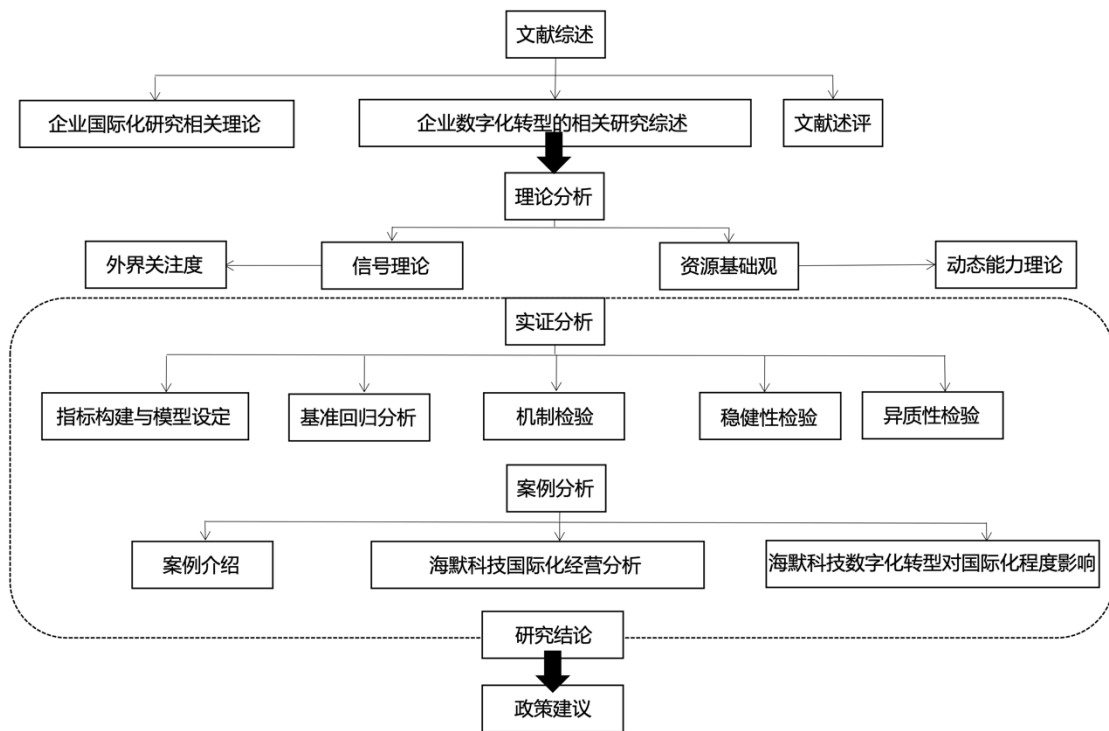 文献综述
企业国际化研究相关理论
企业数字化转型的相关研究综述
文献述评
理论分析
外界关注度
信号理论
资源基础观
动态能力理论
实证分析
指标构建与模型设定
基准回归分析
机制检验
稳健性检验
异质性检验
案例分析
案例介绍
海默科技国际化经营分析
海默科技数字化转型对国际化程度影响
研究结论
政策建议